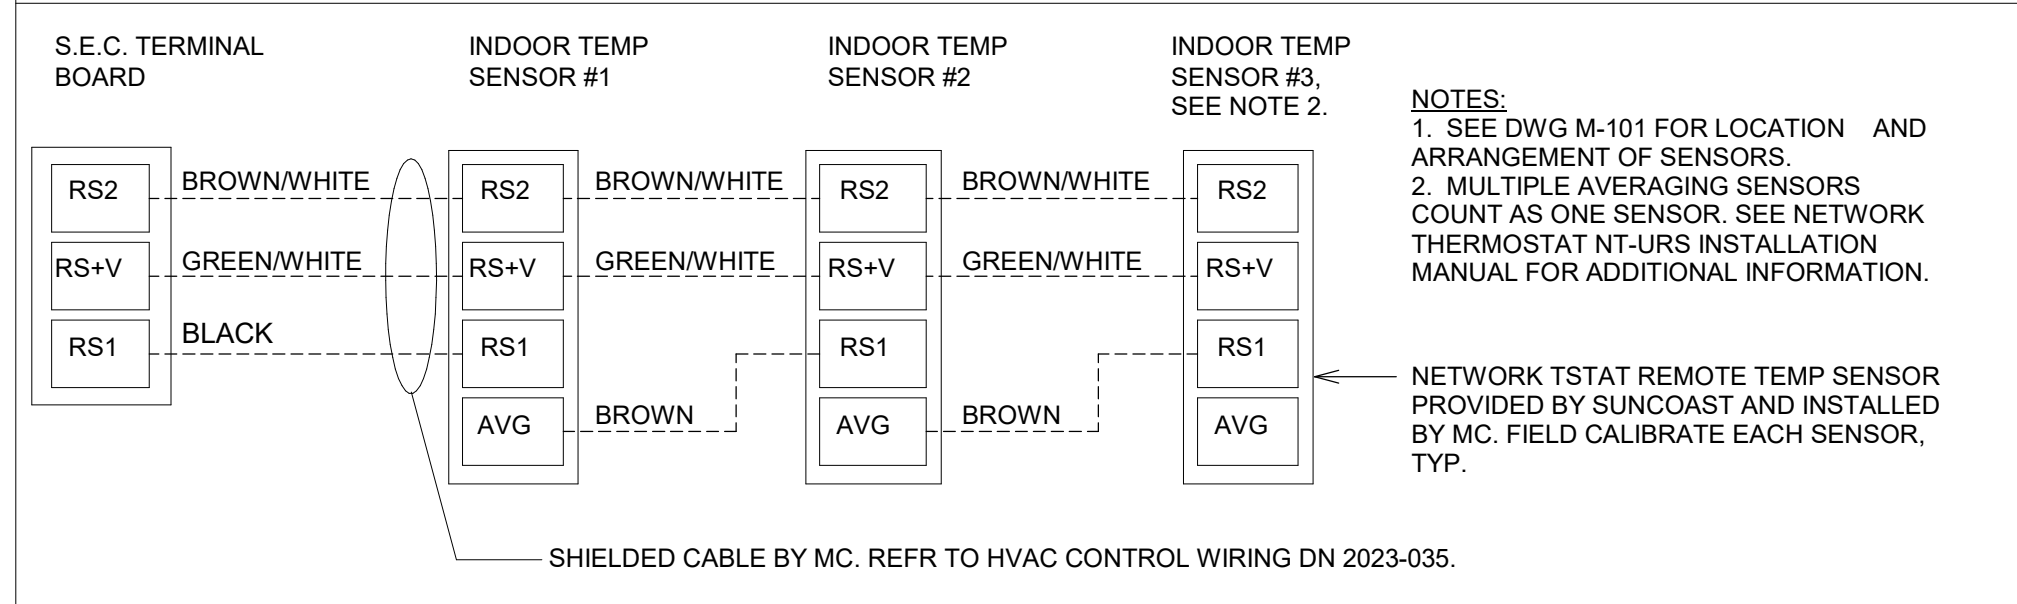 S.E.C. TERMINAL
BOARD
INDOOR TEMP
SENSOR #1
INDOOR TEMP
SENSOR #2
INDOOR TEMP
SENSOR #3,
SEE NOTE 2.
RS2
BROWN/WHITE
RS2
BROWN/WHITE
RS2
BROWN/WHITE
RS2
RS+V
GREEN/WHITE
RS+V
GREEN/WHITE
RS+V
GREEN/WHITE
RS+V
RS1
BLACK
RS1
RS1
RS1
AVG
BROWN
AVG
BROWN
AVG
NOTES:
1. SEE DWG M-101 FOR LOCATION AND
ARRANGEMENT OF SENSORS.
2. MULTIPLE AVERAGING SENSORS
COUNT AS ONE SENSOR. SEE NETWORK
THERMOSTAT NT-URS INSTALLATION
MANUAL FOR ADDITIONAL INFORMATION.
NETWORK TSTAT REMOTE TEMP SENSOR
PROVIDED BY SUNCOAST AND INSTALLED
BY MC. FIELD CALIBRATE EACH SENSOR,
TYP.
SHIELDED CABLE BY MC. REFR TO HVAC CONTROL WIRING DN 2023-035.